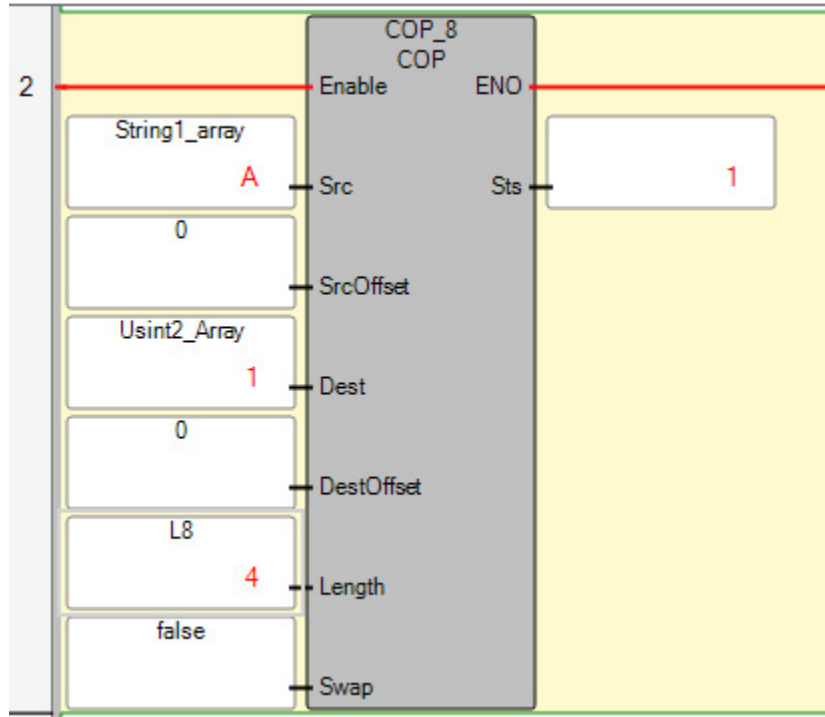 COP_8
COP
2
Enable ENO
String1_array
A
Src
Sts
1
0
SrcOffset
Usint2_Array
1
Dest
0
DestOffset
L8
4
Length
false
Swap